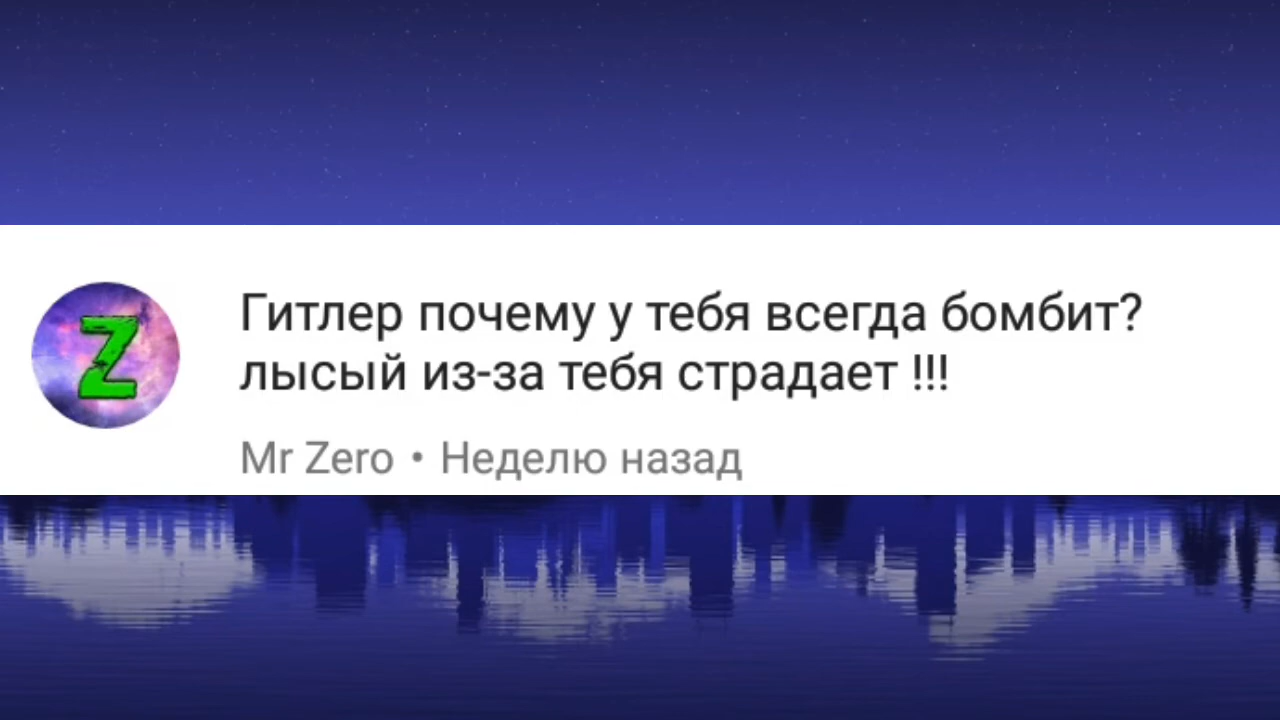 Z
Гитлер почему у тебя всегда бомбит?
лысый из-за тебя страдает !!!
Mr Zero • Неделю назад